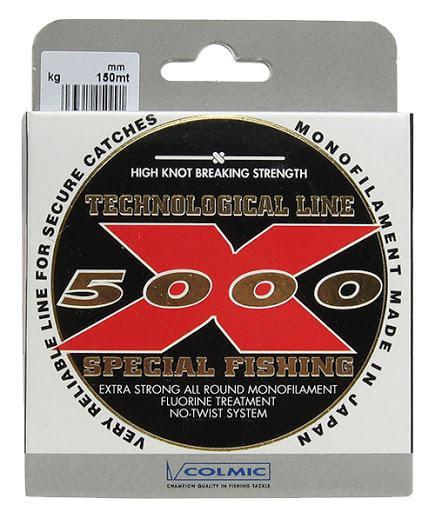 mm
kg 150mt
HIGH KNOT BREAKING STRENGTH
TECHNOLOGICAL LINE
X
5000
SPECIAL FISHING
EXTRA STRONG ALL ROUND MONOFILAMENT
FLUORINE TREATMENT
NO-TWIST SYSTEM
VERY RELIABLE LINE FOR SECURE CATCHES
MONOFILAMENT MADE IN JAPAN
COLMIC
CHAMPION QUALITY IN FISHING TACKLE